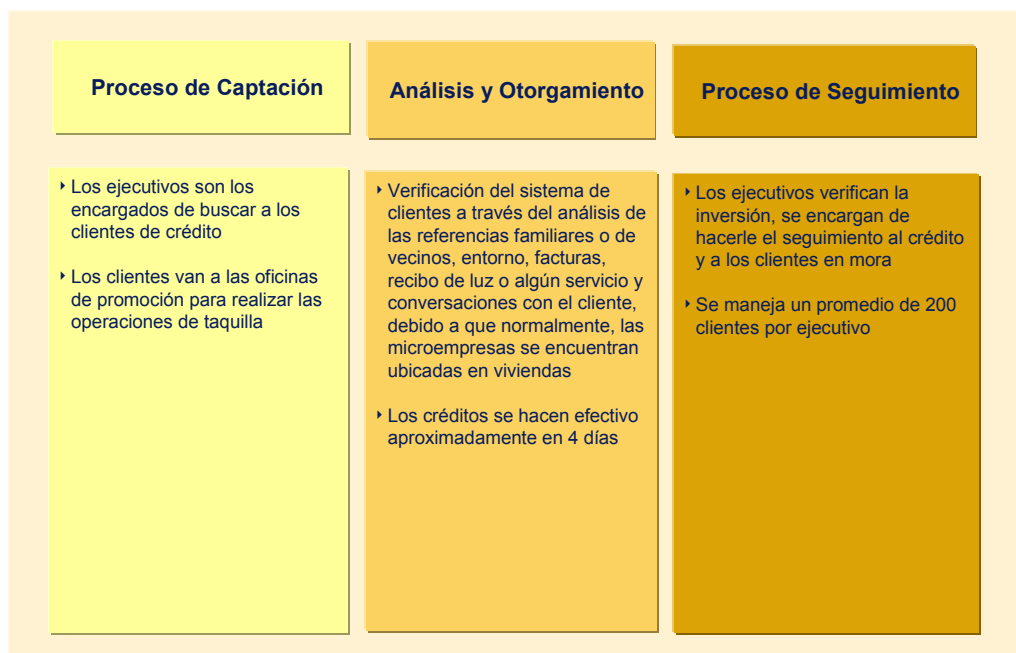 Proceso de Captación
Análisis y Otorgamiento
Proceso de Seguimiento
Los ejecutivos son los
encargados de buscar a los
clientes de crédito
Los clientes van a las oficinas
de promoción para realizar las
operaciones de taquilla
Verificación del sistema de
clientes a través del análisis de
las referencias familiares o de
vecinos, entorno, facturas,
recibo de luz o algún servicio y
conversaciones con el cliente,
debido a que normalmente, las
microempresas se encuentran
ubicadas en viviendas
Los créditos se hacen efectivo
aproximadamente en 4 días
Los ejecutivos verifican la
inversión, se encargan de
hacerle el seguimiento al crédito
y a los clientes en mora
Se maneja un promedio de 200
clientes por ejecutivo